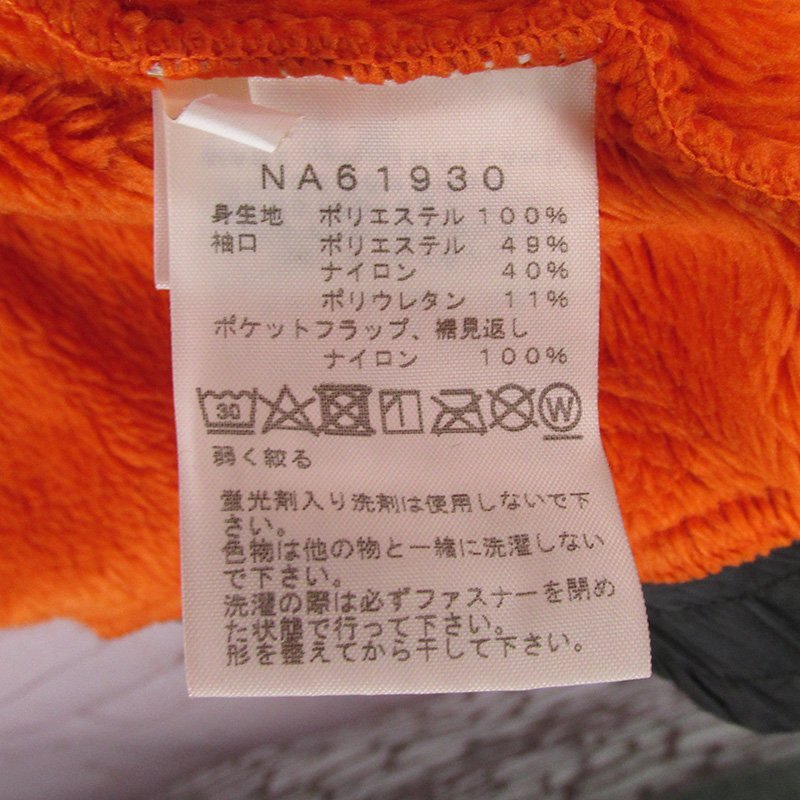 NA61930
身生地 ポリエステル 100%
袖口 ポリエステル 49%
ナイロン 40%
ポリウレタン 11%
ポケットフラップ、裾見返し
ナイロン 100%
30 W
弱く絞る
蛍光剤入り洗剤は使用しないで下
さい。
色物は他の物と一緒に洗濯しない
で下さい。
洗濯の際は必ずファスナーを閉め
た状態で行って下さい。
形を整えてから干して下さい。